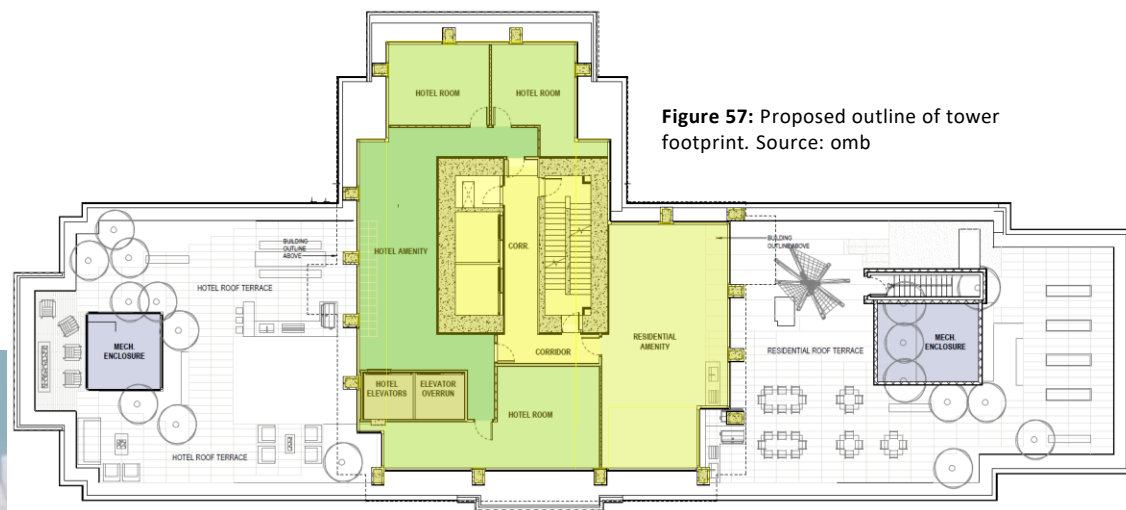 HOTEL ROOM
HOTEL ROOM
Figure 57: Proposed outline of tower
footprint. Source: omb
BUILDING
OUTLINE
ABOVE
HOTEL AMENITY
CORR.
BUILDING
OUTLINE ABOVE
HOTEL ROOF TERRACE
MECH.
ENCLOSURE
RESIDENTIAL
AMENITY
RESIDENTIAL ROOF TERRACE
MECH.
ENCLOSURE
CORRIDOR
HOTEL
ELEVATORS
ELEVATOR
OVERRUN
HOTEL ROOM
HOTEL ROOF TERRACE